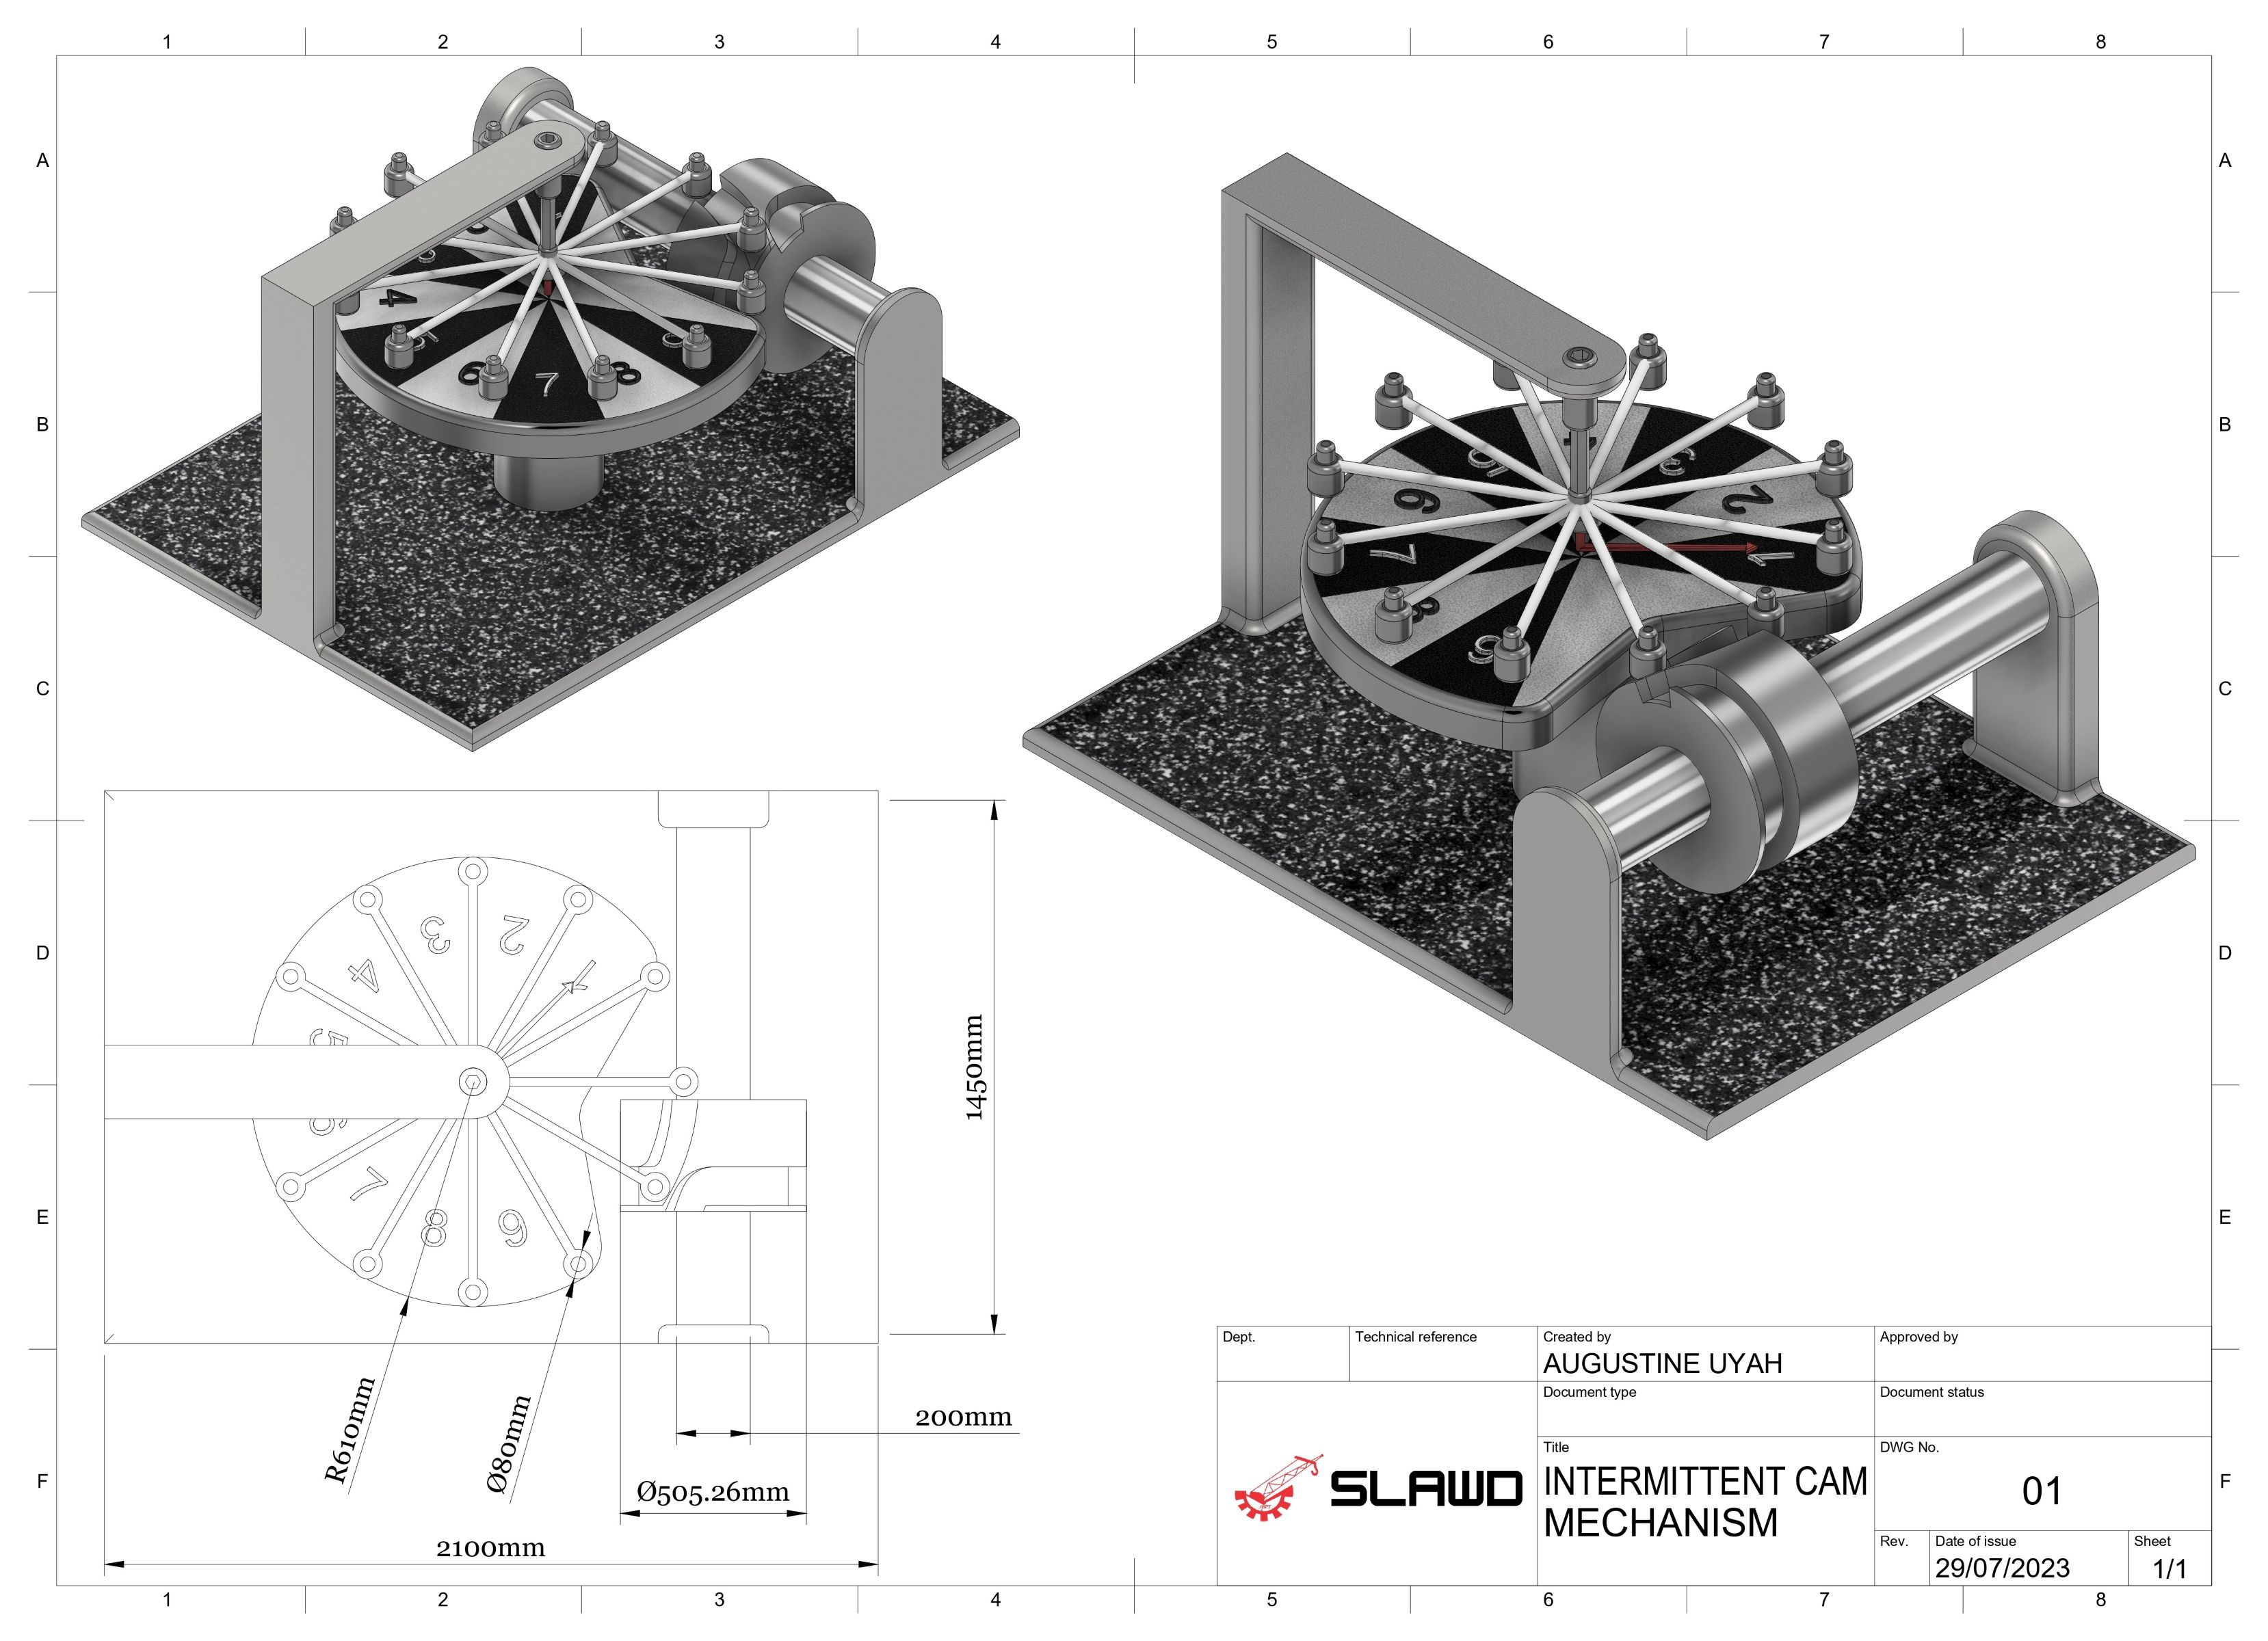 1 2 3 4 5 6 7 8
A A
4 5 6 7 8 9
B B
1 2 3 4 5 6 7 8 9
C C
D D
1 2 3 4 5 6 7 8 9
1450mm
E E
Dept. Technical reference Created by Approved by
AUGUSTINE UYAH
Document type Document status
R610mm
Ø80mm
200mm
Ø505.26mm
2100mm
F F
SLAWD
Title DWG No.
INTERMITTENT CAM
MECHANISM
01
Rev. Date of issue Sheet
29/07/2023 1/1
1 2 3 4 5 6 7 8